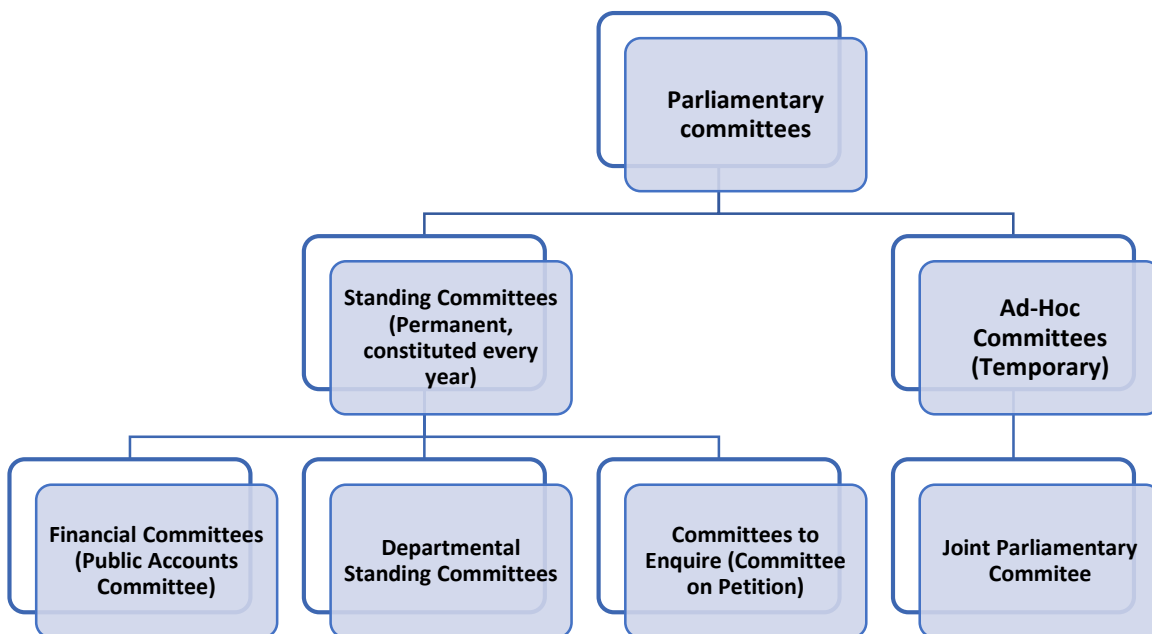 Parliamentary
committees
Standing Committees
(Permanent,
constituted every
year)
Ad-Hoc
Committees
(Temporary)
Financial Committees
(Public Accounts
Committee)
Departmental
Standing Committees
Committees to
Enquire (Committee
on Petition)
Joint Parliamentary
Commitee